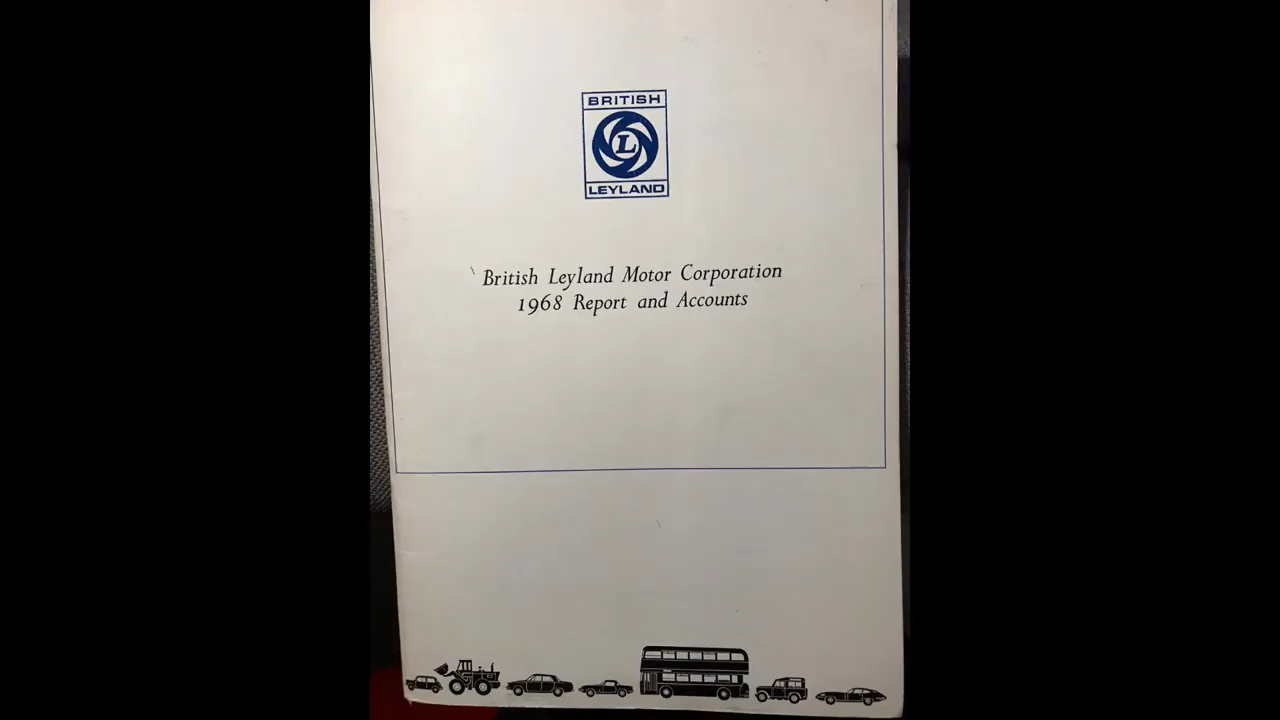 BRITISH
L
LEYLAND
British Leyland Motor Corporation
1968 Report and Accounts